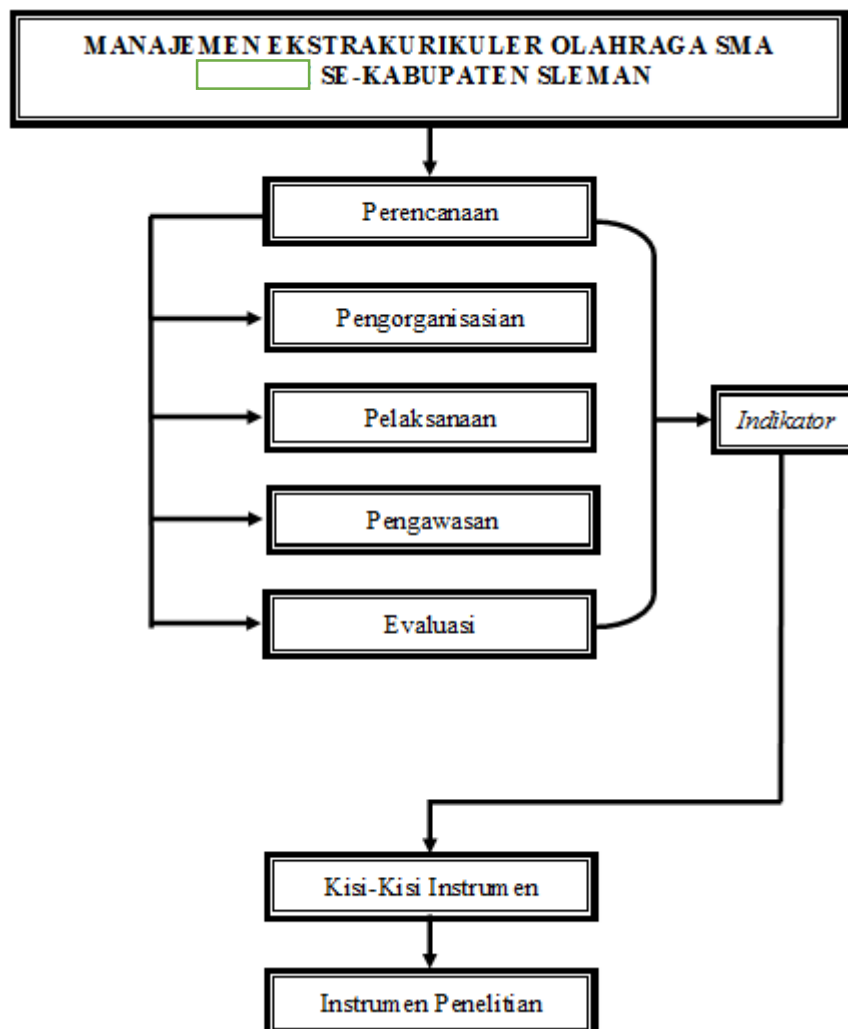 MANAJEMEN EKSTRAKURIKULER OLAHRAGA SMA
SE-KABUPATEN SLEMAN
Perencanaan
Pengorganisasian
Pelaksanaan
Pengawasan
Evaluasi
Indikator
Kisi-Kisi Instrumen
Instrumen Penelitian